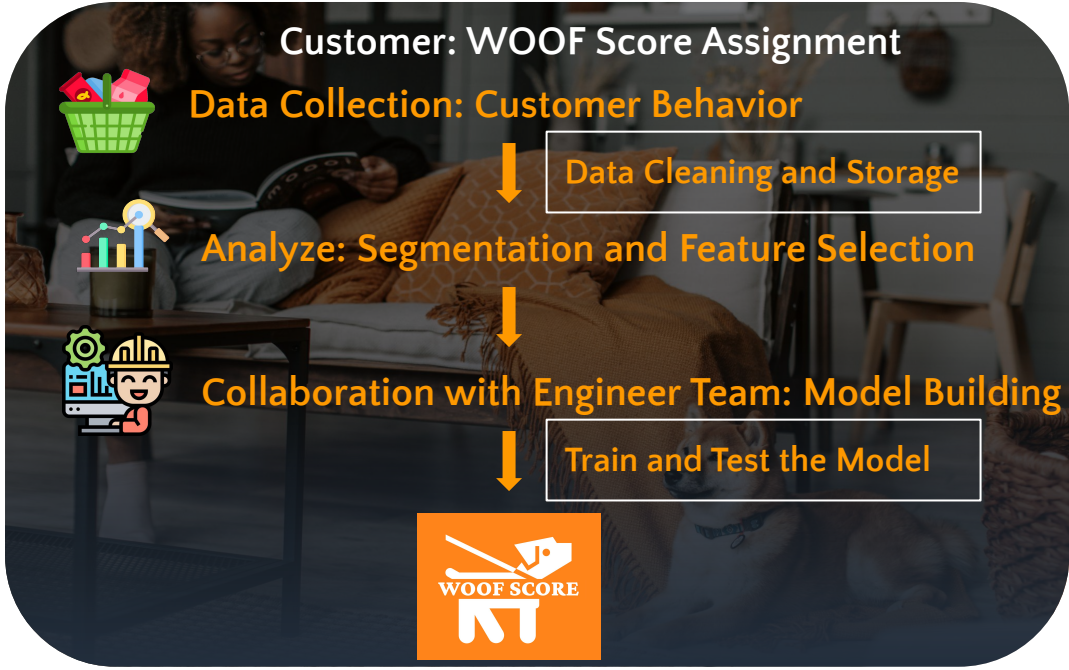 Customer: WOOF Score Assignment
Data Collection: Customer Behavior
Data Cleaning and Storage
Analyze: Segmentation and Feature Selection
Collaboration with Engineer Team: Model Building
Train and Test the Model
WOOF SCORE